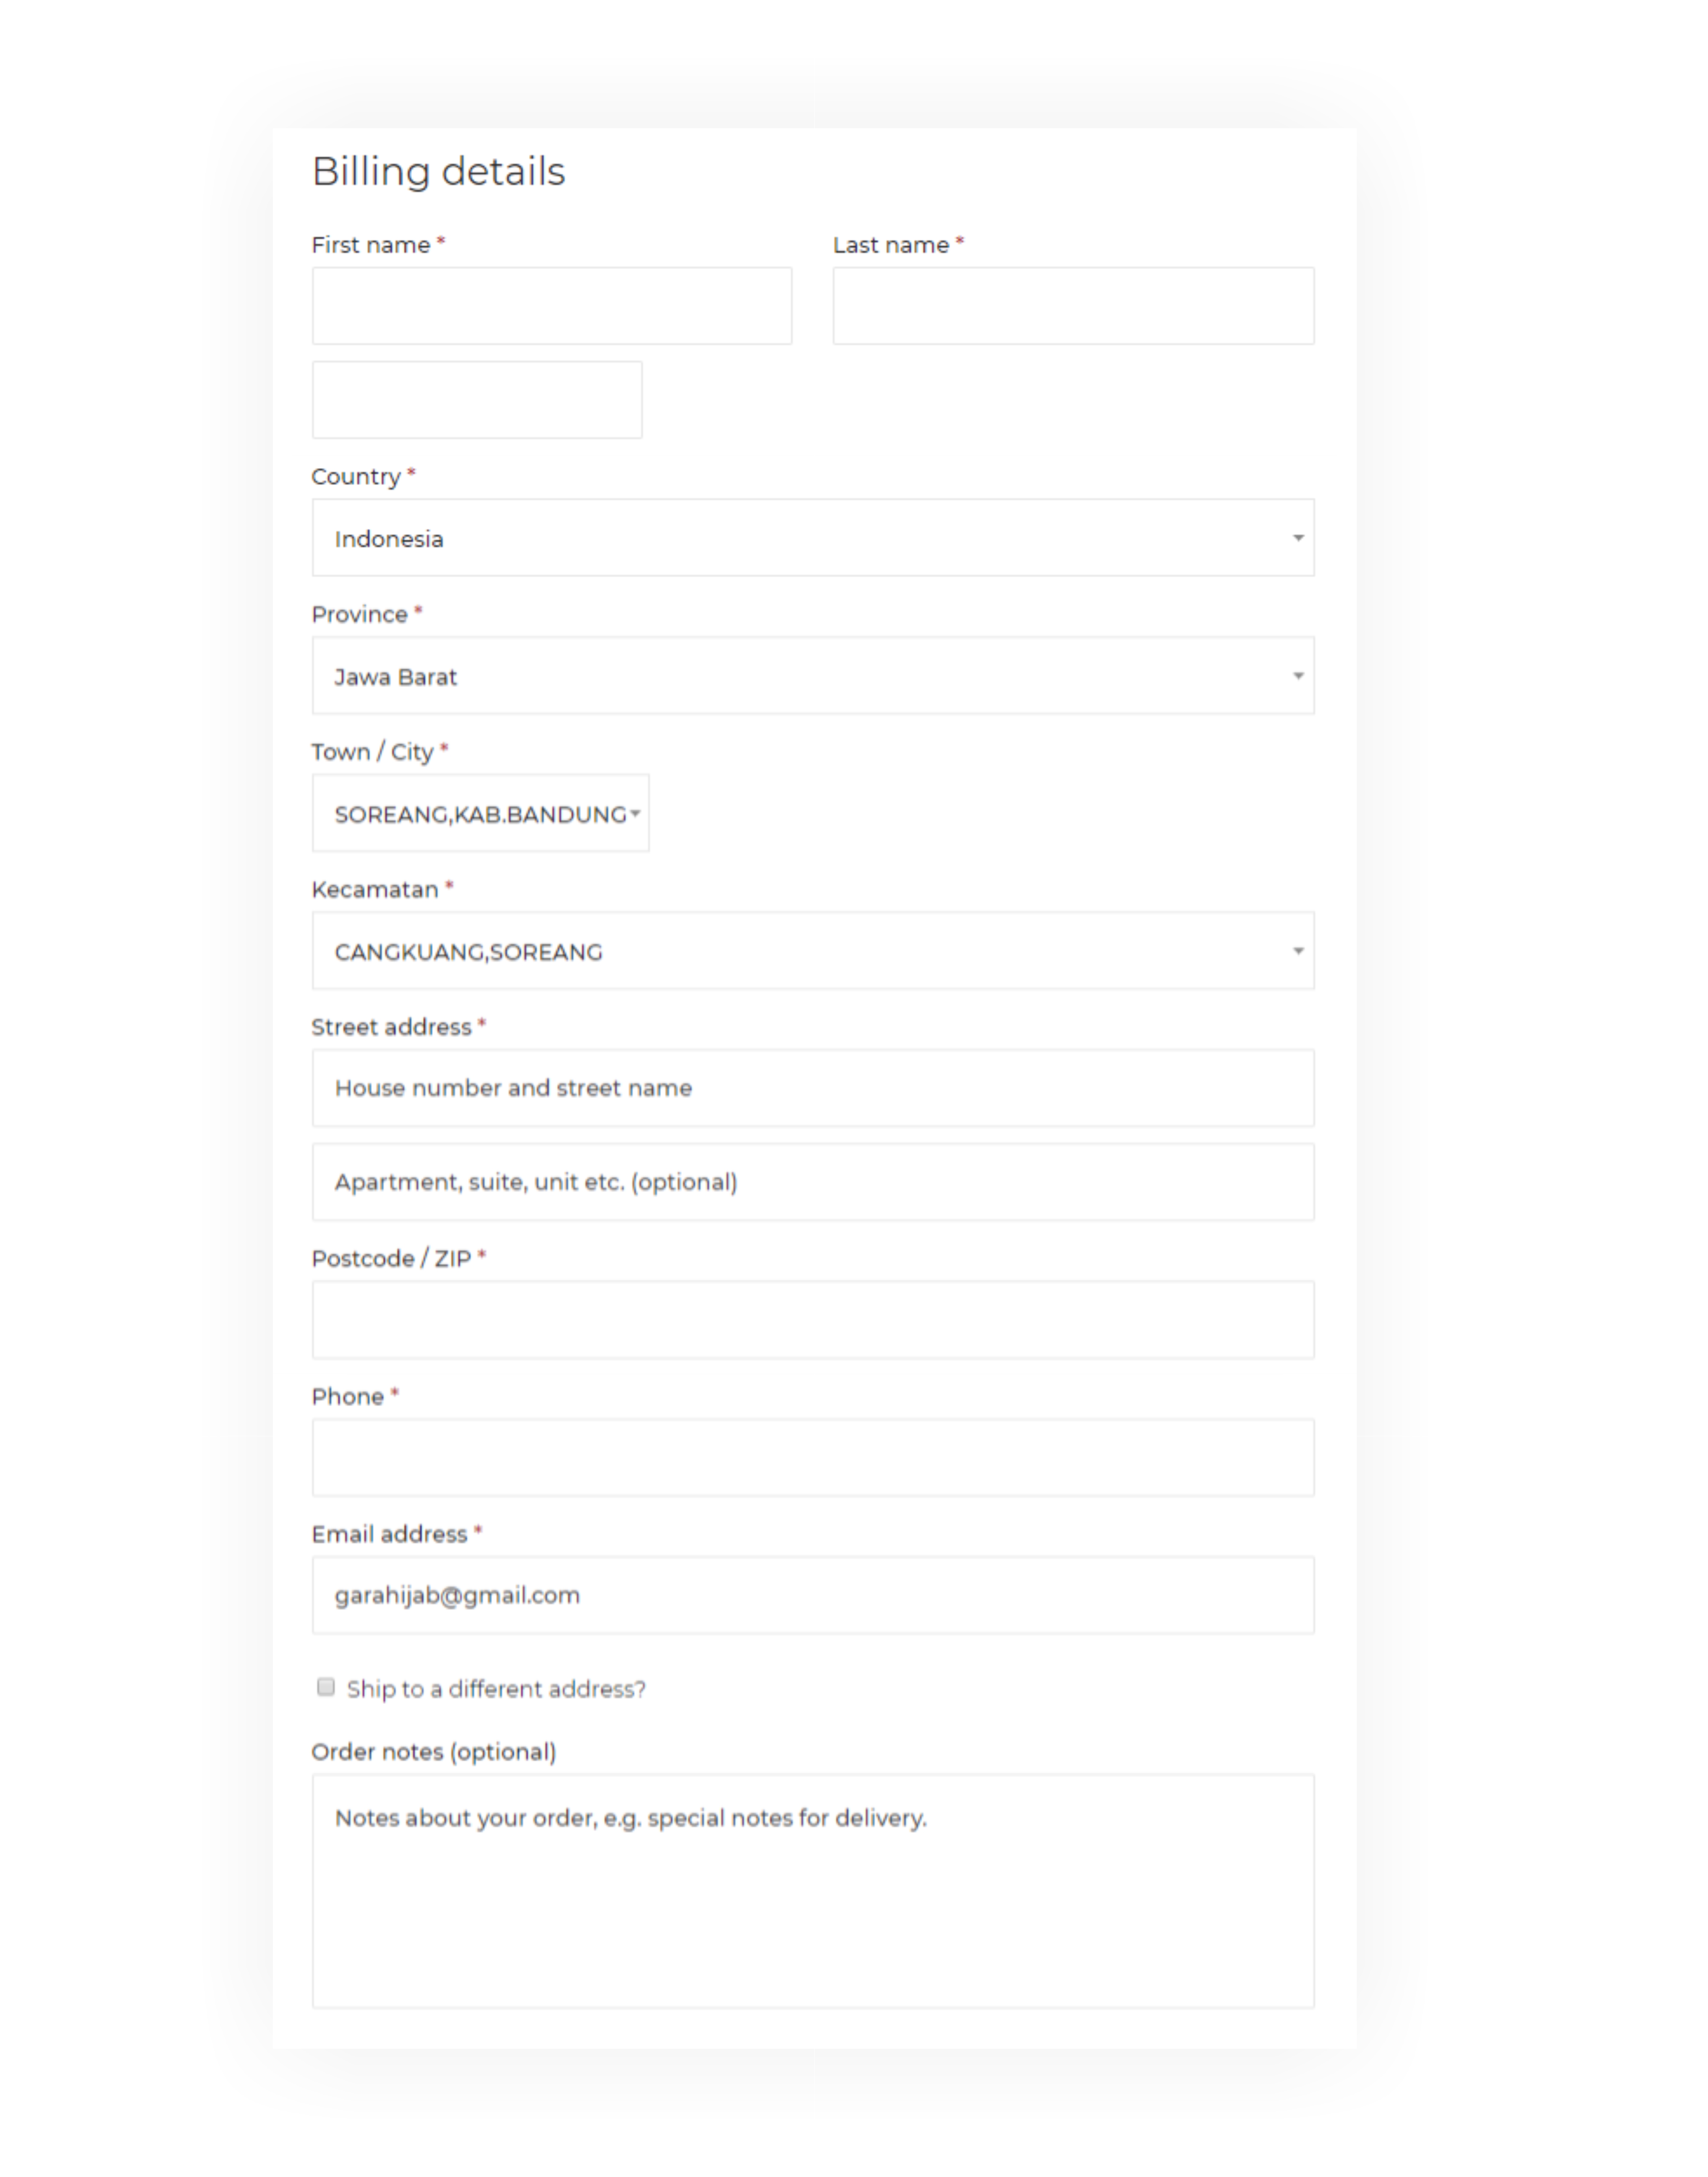 Billing details
First name * Last name *
Country *
Indonesia
Province *
Jawa Barat
Town / City *
SOREANG,KAB.BANDUNG
Kecamatan *
CANGKUANG,SOREANG
Street address *
House number and street name
Apartment, suite, unit etc. (optional)
Postcode / ZIP *
Phone *
Email address *
garahijab@gmail.com
Ship to a different address?
Order notes (optional)
Notes about your order, e.g. special notes for delivery.